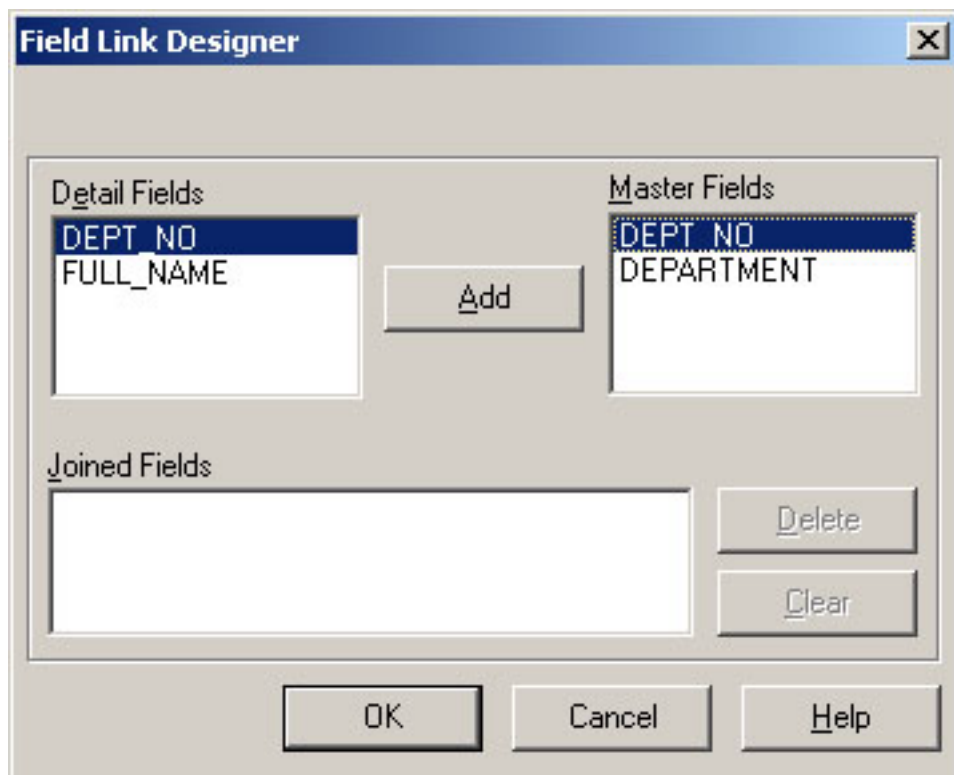 Field Link Designer
Detail Fields
Master Fields
DEPT_NO
FULL_NAME
Add
DEPT_NO
DEPARTMENT
Joined Fields
Delete
Clear
OK
Cancel
Help